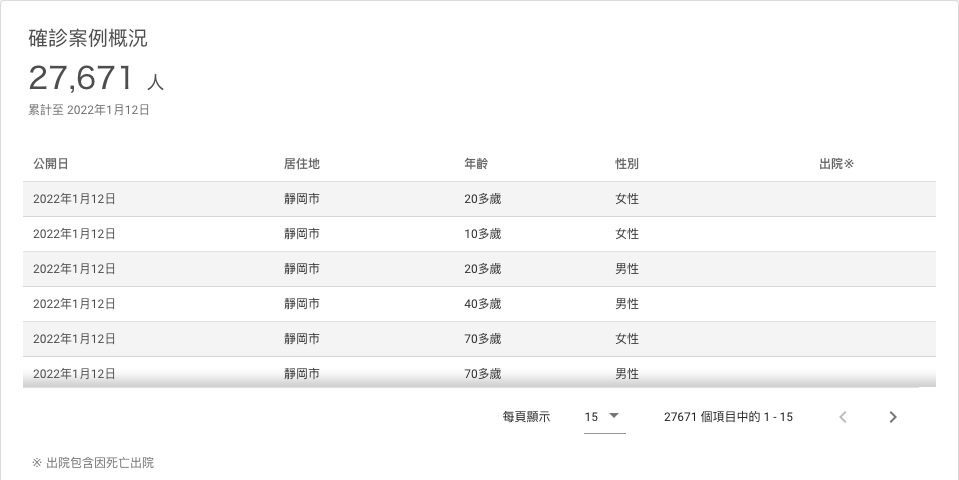 確診案例概況
27,671 人
累計至 2022年1月12日
公開日 居住地 年齡 性別 出院※
2022年1月12日 靜岡市 20多歲 女性
2022年1月12日 靜岡市 10多歲 女性
2022年1月12日 靜岡市 20多歲 男性
2022年1月12日 靜岡市 40多歲 男性
2022年1月12日 靜岡市 70多歲 女性
2022年1月12日 靜岡市 70多歲 男性
每頁顯示 15 27671 個項目中的 1 - 15
※ 出院包含因死亡出院